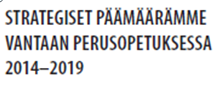 STRATEGISET PÄÄMÄÄRÄMME
VANTAAN PERUSOPETUKSESSA
2014–2019